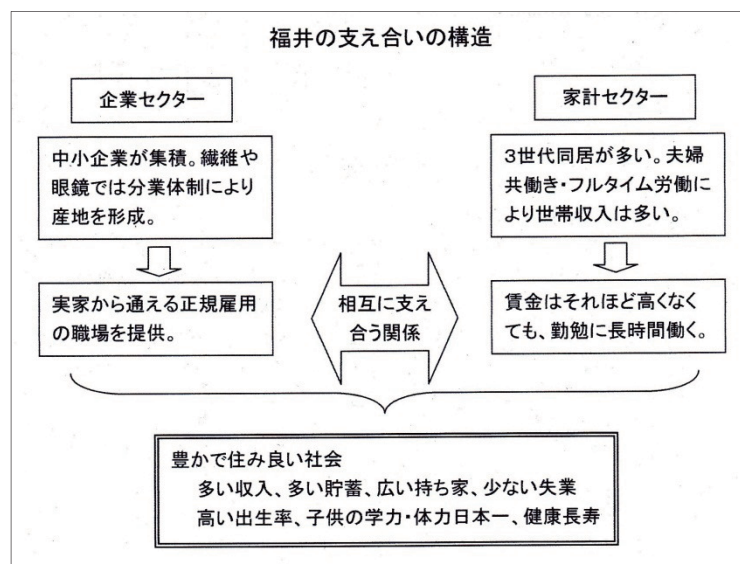 福井の支え合いの構造
企業セクター
中小企業が集積。繊維や
眼鏡では分業体制により
産地を形成。
実家から通える正規雇用
の職場を提供。
家計セクター
3世代同居が多い。夫婦
共働き・フルタイム労働に
より世帯収入は多い。
賃金はそれほど高くなく
ても、勤勉に長時間働く。
相互に支え
合う関係
豊かで住み良い社会
多い収入、多い貯蓄、広い持ち家、少ない失業
高い出生率、子供の学力・体力日本一、健康長寿